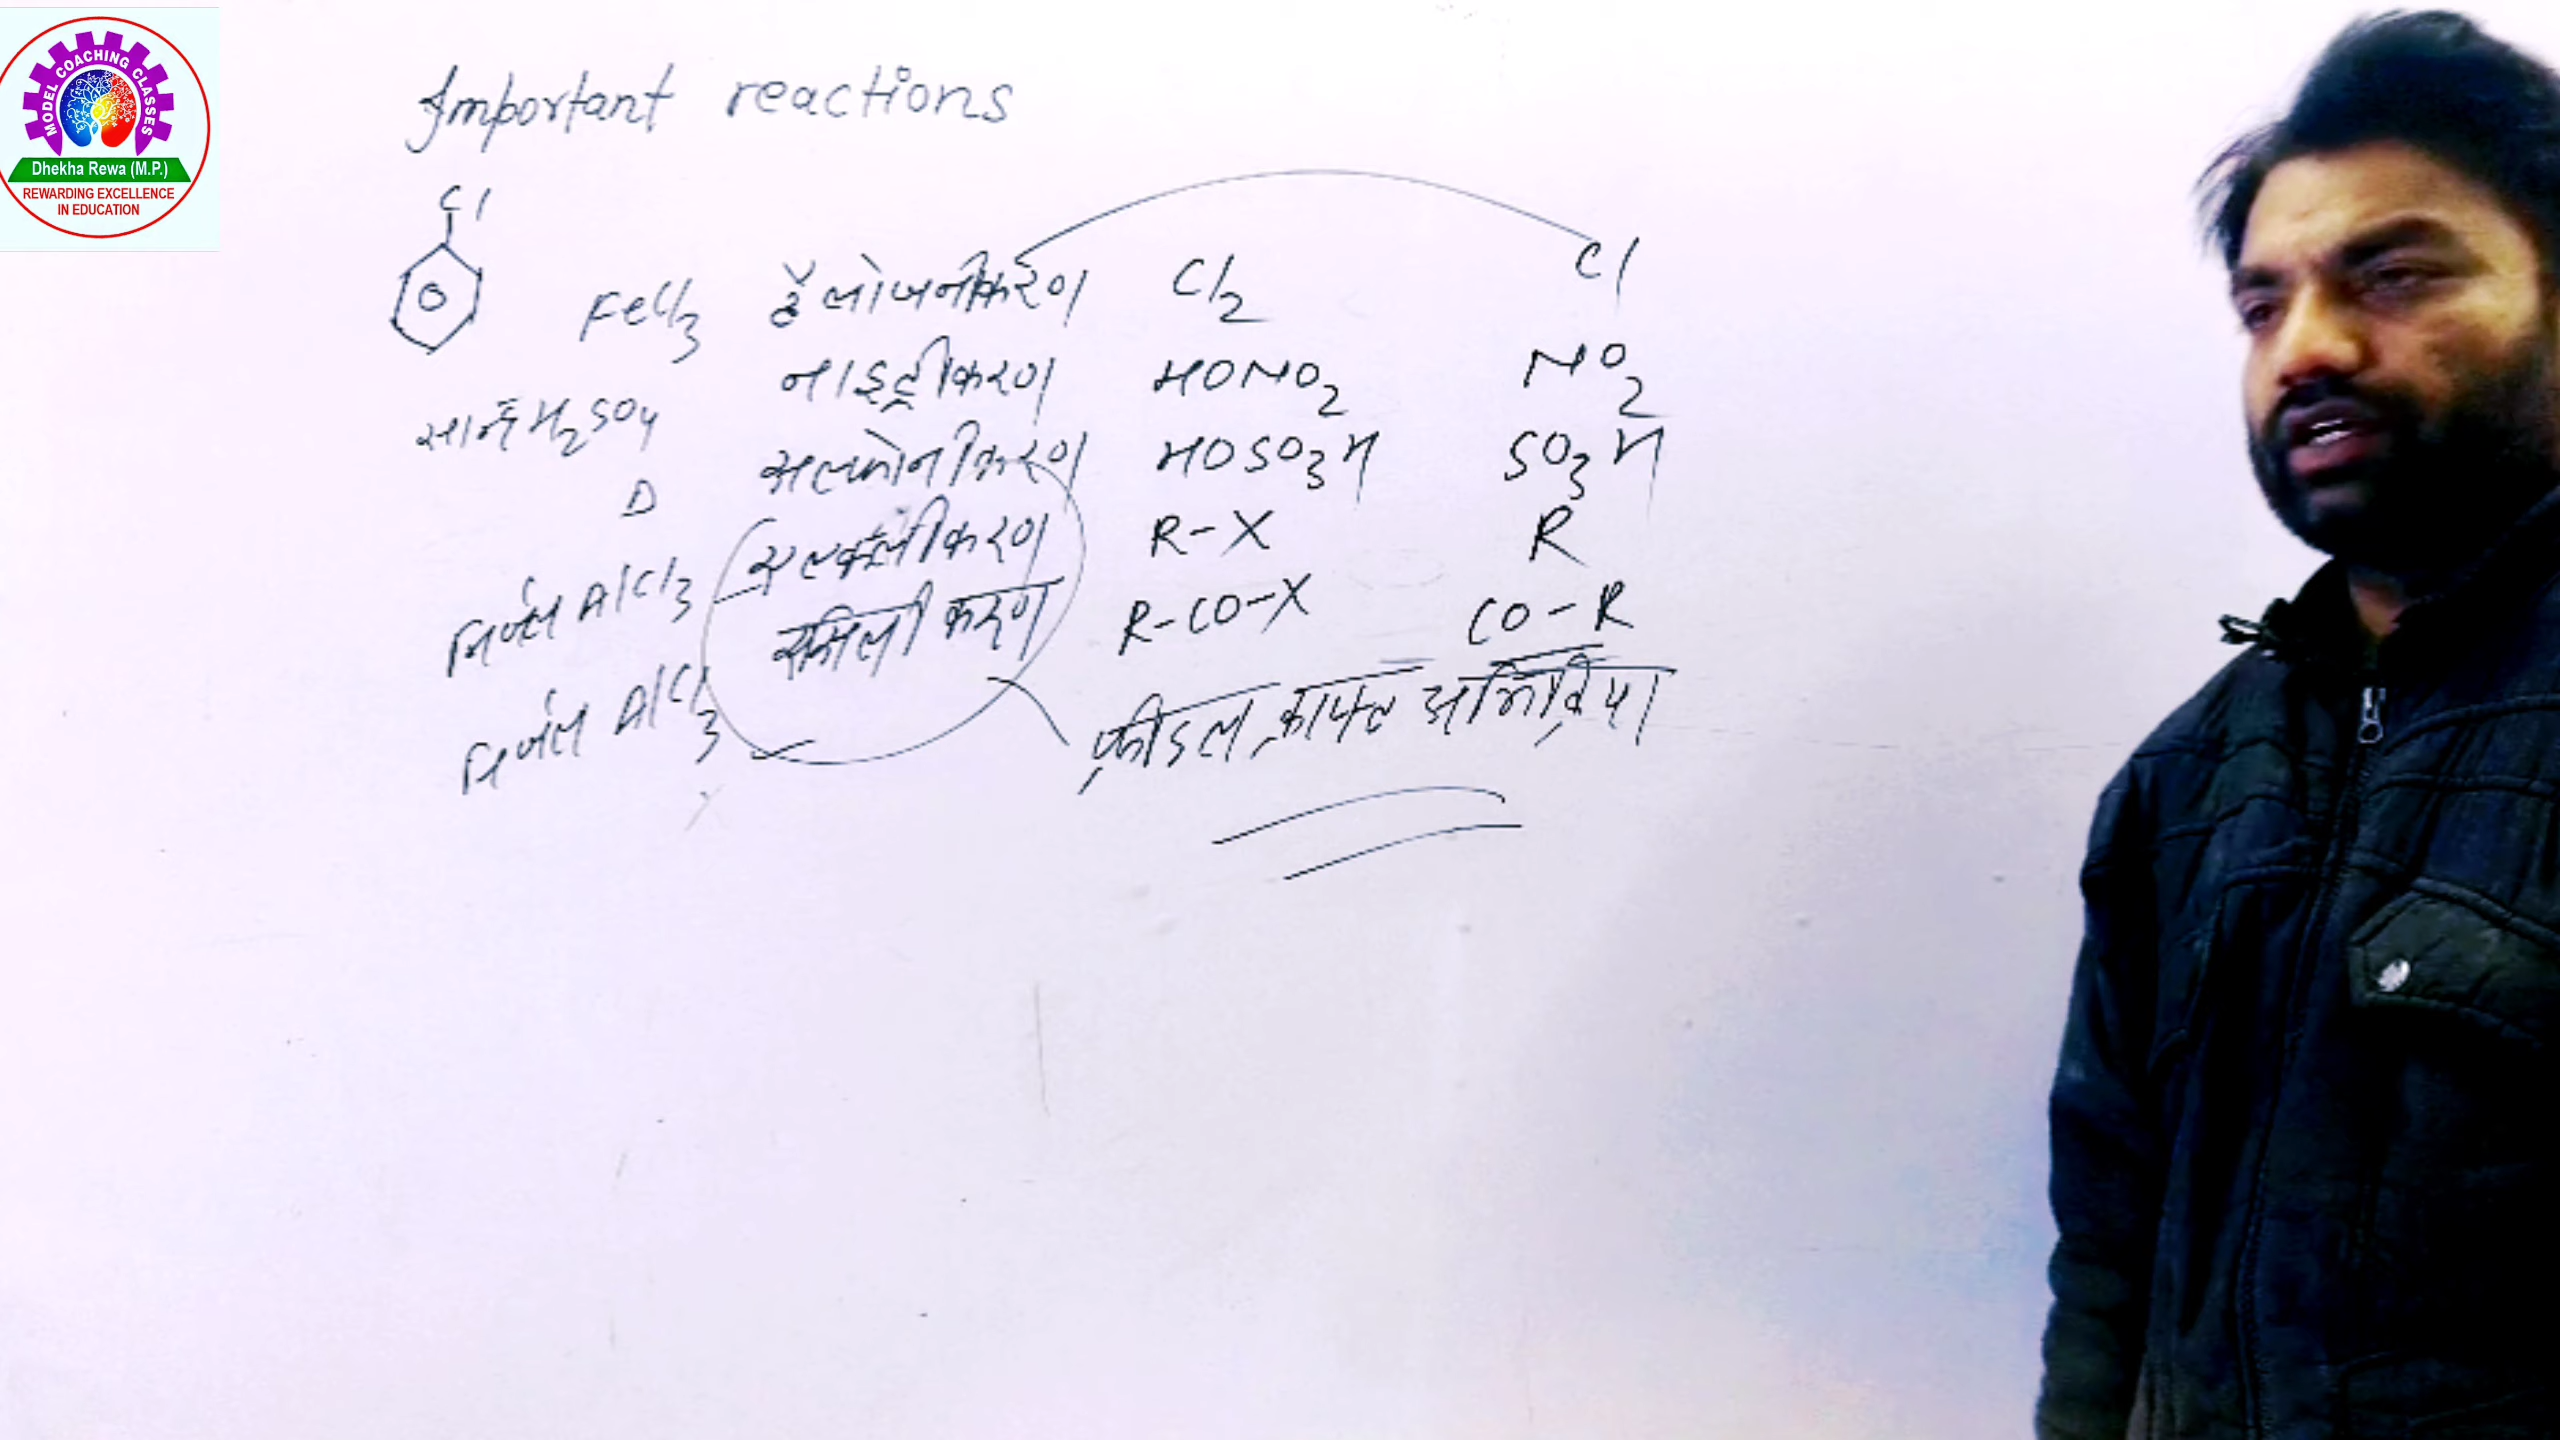 MODEL COACHING CLASSES
Dhekha Rewa (M.P.)
REWARDING EXCELLENCE
IN EDUCATION
Important reactions
Cl
FeCl3 हैलोजनीकरण Cl2 Cl
सान्द्र H2SO4 नाइट्रीकरण HONO2 NO2
D सल्फोनीकरण HOSO3H SO3H
निर्जल AlCl3 एल्कलीकरण R-X R
निर्जल AlCl3 एसिलीकरण R-CO-X CO-R
फ्रीडल क्राफ्ट अभिक्रिया